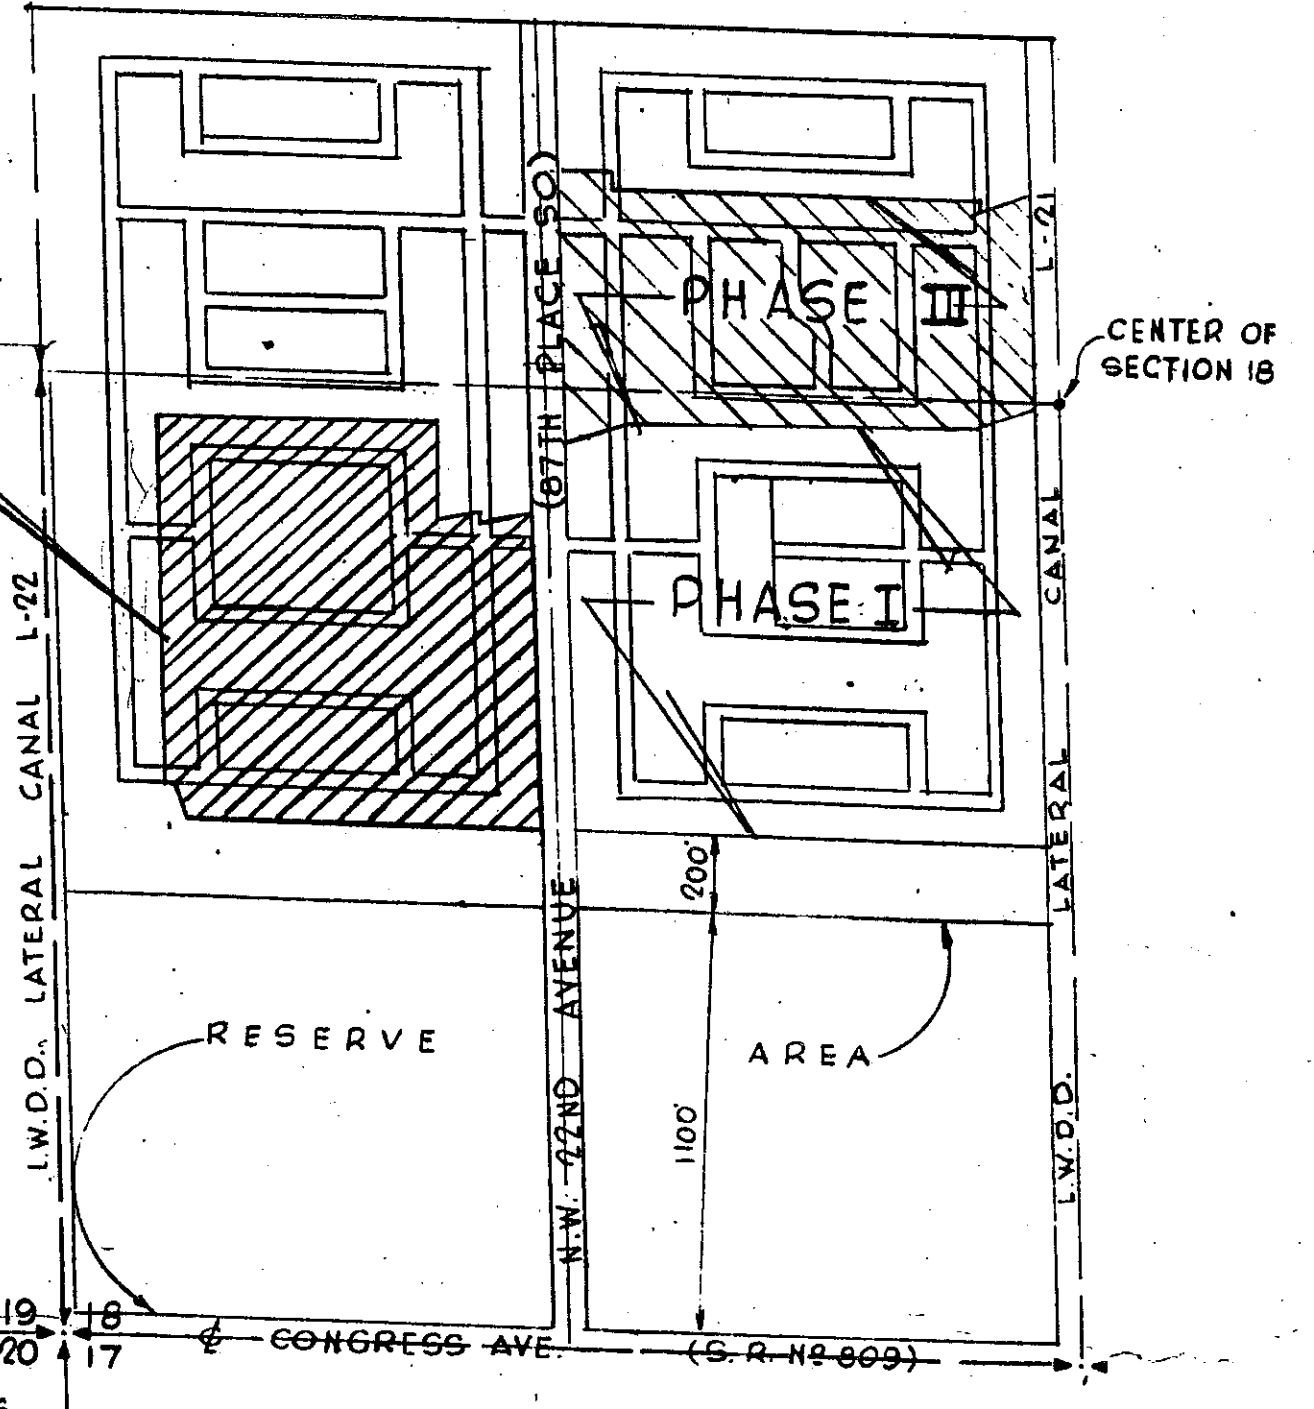 (87TH PLACE SO)
PHASE III
L-21
CENTER OF
SECTION 18
CANAL
PHASE I
L.W.D.D. LATERAL CANAL L-22
LATERAL
200'
N.W. 22ND AVENUE
RESERVE
AREA
1100'
L.W.D.D.
19 18
20 17
℄ CONGRESS AVE. (S. R. Nº 809)